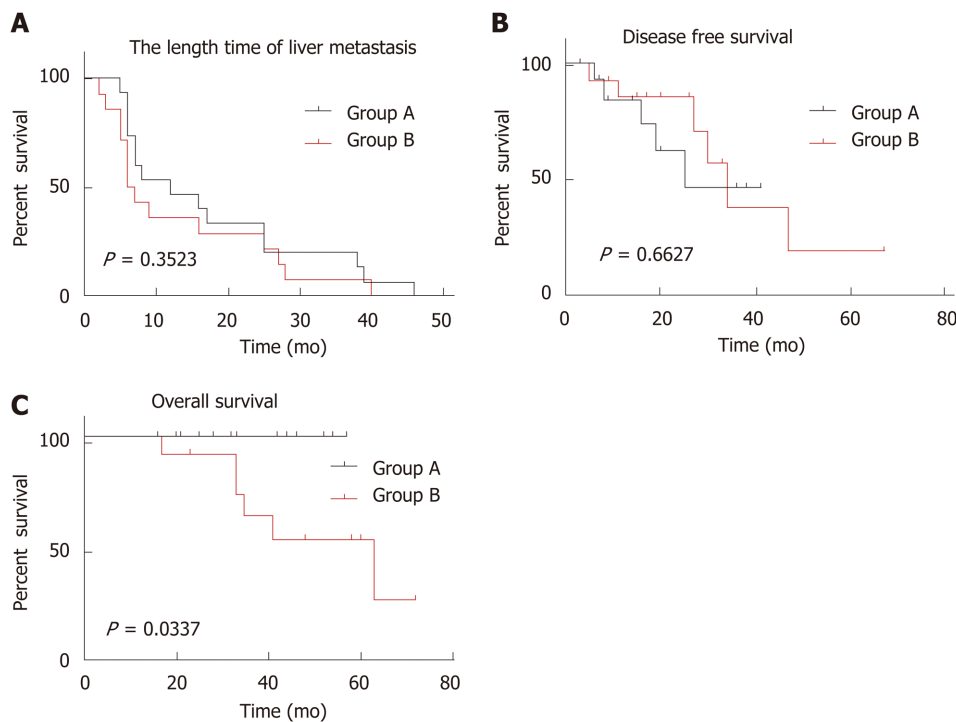 A
The length time of liver metastasis
Percent survival
100
50
0
Group A
Group B
P = 0.3523
0 10 20 30 40 50
Time (mo)
B
Disease free survival
Percent survival
100
50
0
Group A
Group B
P = 0.6627
0 20 40 60 80
Time (mo)
C
Overall survival
Percent survival
100
50
0
Group A
Group B
P = 0.0337
0 20 40 60 80
Time (mo)